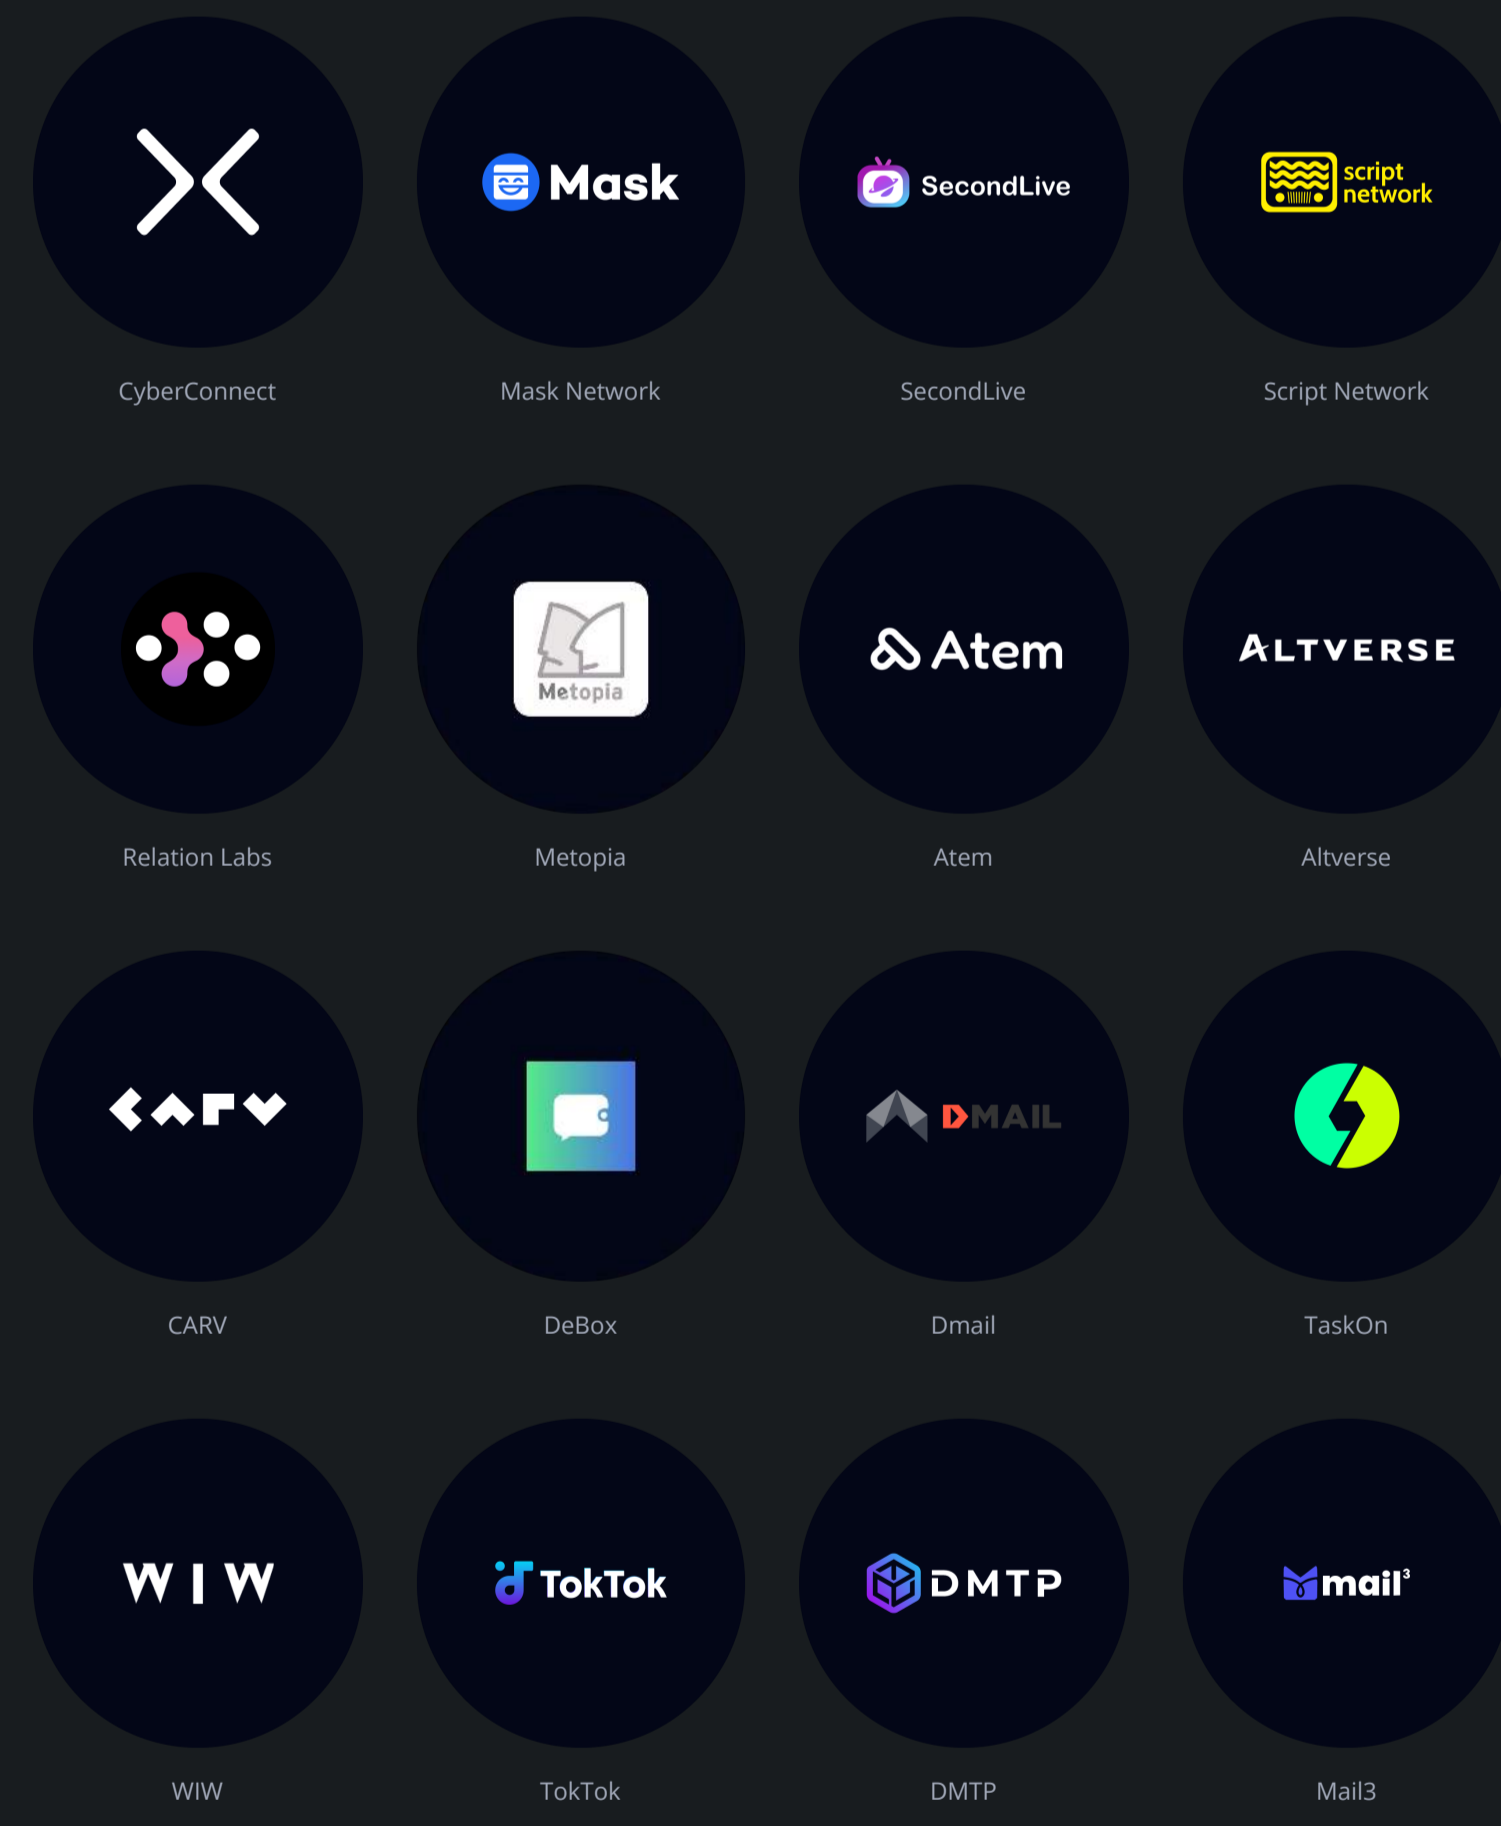 Mask
SecondLive
script
network
CyberConnect
Mask Network
SecondLive
Script Network
Metopia
Atem
ALTVERSE
Relation Labs
Metopia
Atem
Altverse
CARV
DMAIL
CARV
DeBox
Dmail
TaskOn
WIW
TokTok
DMTP
mail³
WIW
TokTok
DMTP
Mail3